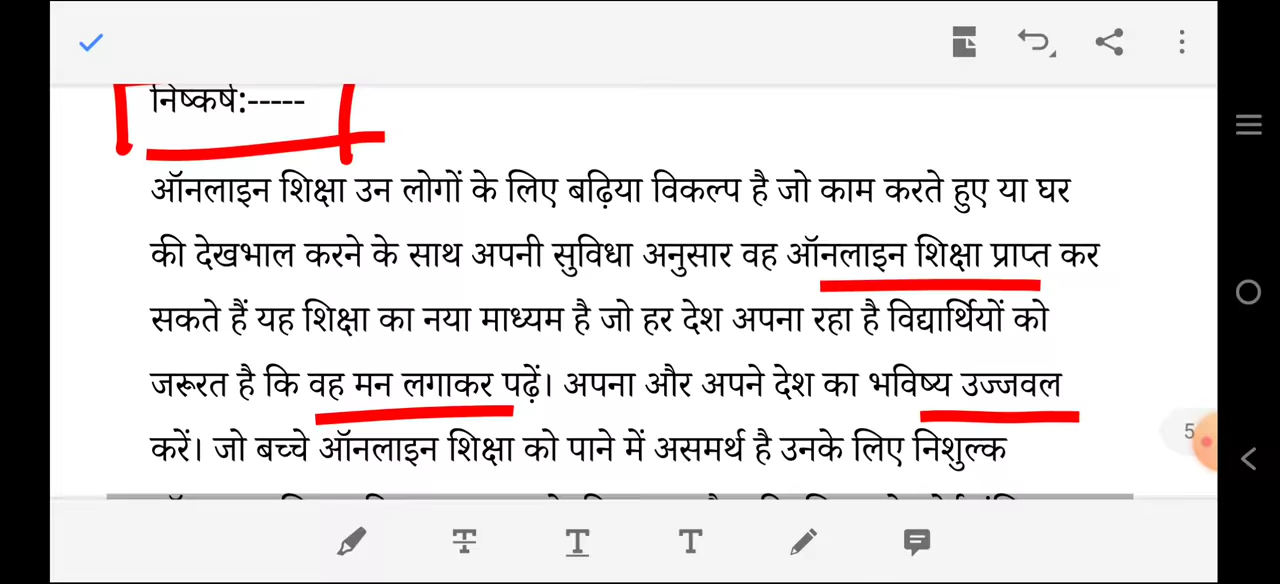 निष्कर्ष:-----
ऑनलाइन शिक्षा उन लोगों के लिए बढ़िया विकल्प है जो काम करते हुए या घर
की देखभाल करने के साथ अपनी सुविधा अनुसार वह ऑनलाइन शिक्षा प्राप्त कर
सकते हैं यह शिक्षा का नया माध्यम है जो हर देश अपना रहा है विद्यार्थियों को
जरूरत है कि वह मन लगाकर पढ़ें। अपना और अपने देश का भविष्य उज्जवल
करें। जो बच्चे ऑनलाइन शिक्षा को पाने में असमर्थ है उनके लिए निशुल्क
5